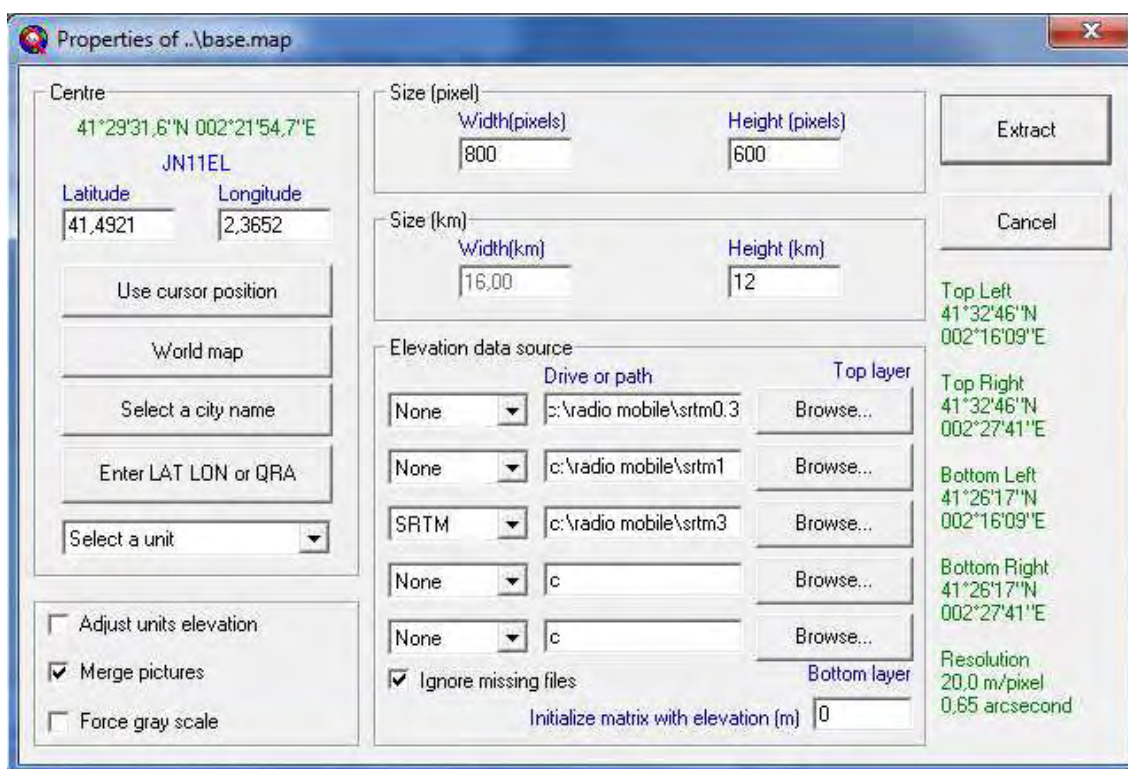 Properties of ..\base.map
Centre
41°29'31,6''N 002°21'54,7''E
JN11EL
Latitude Longitude
41,4921 2,3652
Use cursor position
World map
Select a city name
Enter LAT LON or QRA
Select a unit
Adjust units elevation
Merge pictures
Force gray scale
Size (pixel)
Width(pixels) Height (pixels)
800 600
Size (km)
Width(km) Height (km)
16,00 12
Elevation data source
Drive or path Top layer
None c:\radio mobile\srtm0.3 Browse...
None c:\radio mobile\srtm1 Browse...
SRTM c:\radio mobile\srtm3 Browse...
None c Browse...
None c Browse...
Ignore missing files Bottom layer
Initialize matrix with elevation (m) 0
Extract
Cancel
Top Left
41°32'46''N
002°16'09''E
Top Right
41°32'46''N
002°27'41''E
Bottom Left
41°26'17''N
002°16'09''E
Bottom Right
41°26'17''N
002°27'41''E
Resolution
20,0 m/pixel
0,65 arcsecond